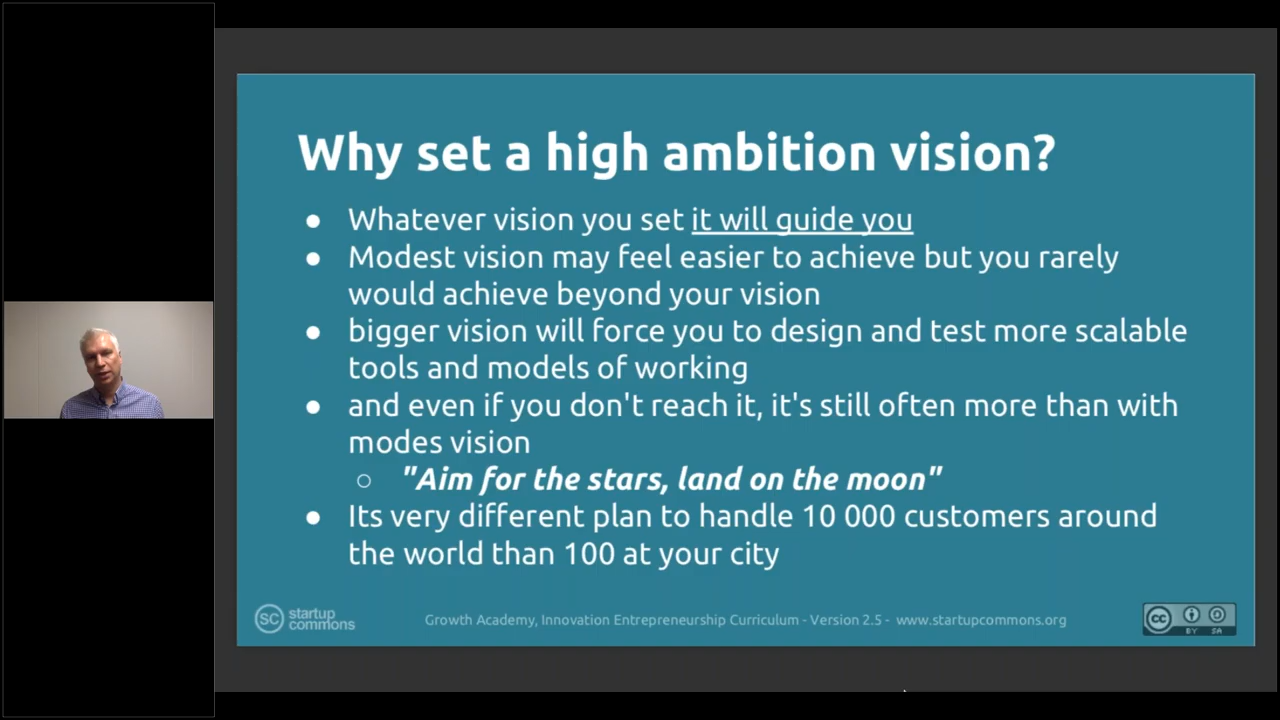 Why set a high ambition vision?
● Whatever vision you set it will guide you
● Modest vision may feel easier to achieve but you rarely
would achieve beyond your vision
● bigger vision will force you to design and test more scalable
tools and models of working
● and even if you don't reach it, it's still often more than with
modes vision
○ "Aim for the stars, land on the moon"
● Its very different plan to handle 10 000 customers around
the world than 100 at your city
SC startup
commons
Growth Academy, Innovation Entrepreneurship Curriculum - Version 2.5 - www.startupcommons.org
cc
BY SA